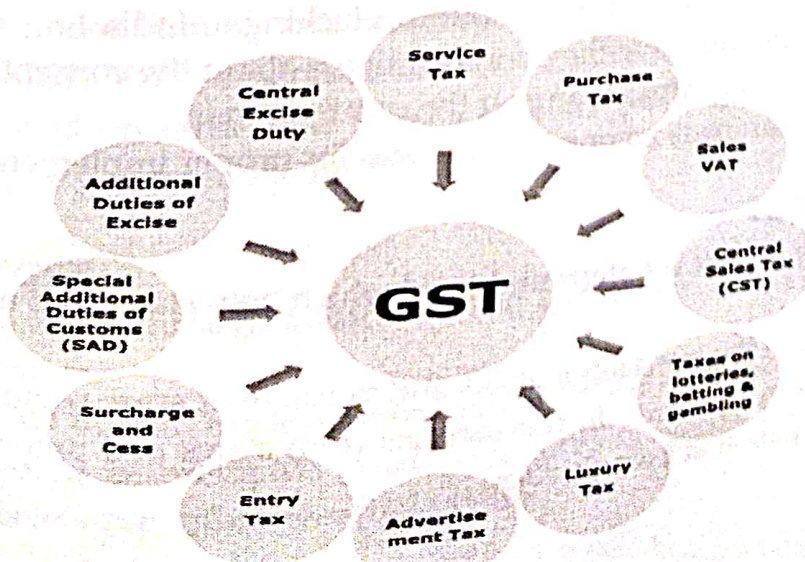 Service
Tax
Purchase
Tax
Sales
VAT
Central
Sales Tax
(CST)
Taxes on
lotteries,
betting &
gambling
Luxury
Tax
Advertise
ment Tax
Entry
Tax
Surcharge
and
Cess
Special
Additional
Duties of
Customs
(SAD)
Additional
Duties of
Excise
Central
Excise
Duty
GST